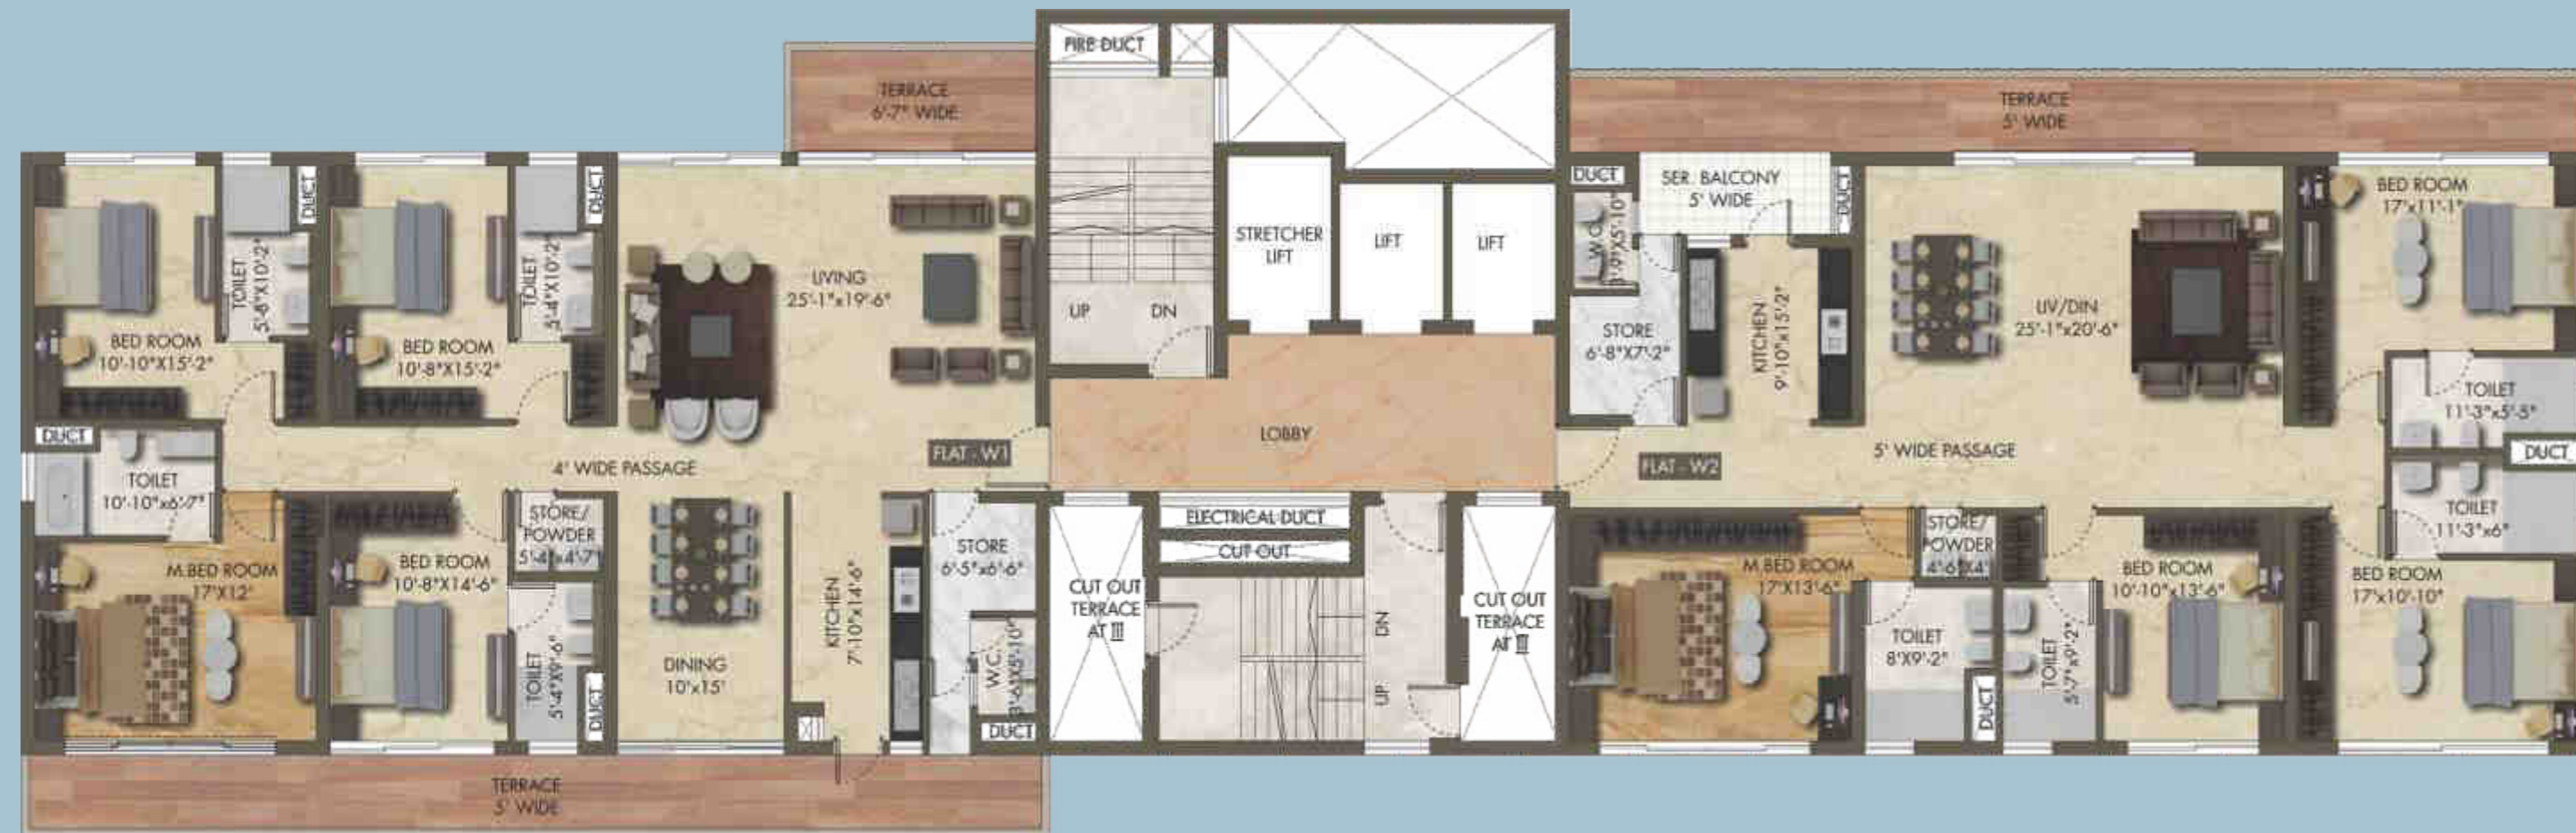 FIRE DUCT
TERRACE
6'-7" WIDE
TERRACE
5' WIDE
DUCT
DUCT
TOILET
5'-8"X10'-2"
TOILET
5'-4"X10'-2"
BED ROOM
10'-10"X15'-2"
BED ROOM
10'-8"X15'-2"
LIVING
25'-1"x19'-6"
UP
DN
STRETCHER
LIFT
LIFT
LIFT
DUCT
SER. BALCONY
5' WIDE
DUCT
W.C.
STORE
6'-8"X7'-2"
KITCHEN
9'-10"x15'-2"
LIV/DIN
25'-1"x20'-6"
BED ROOM
17'x11'-1"
TOILET
11'-3"x5'-5"
DUCT
TOILET
11'-3"x6"
DUCT
TOILET
10'-10"x6'-7"
4' WIDE PASSAGE
FLAT - W1
LOBBY
FLAT - W2
5' WIDE PASSAGE
M.BED ROOM
17'X12'
BED ROOM
10'-8"X14'-6"
STORE/
POWDER
5'-4"x4'-7"
TOILET
5'-4"X9'-6"
DUCT
DINING
10'x15'
KITCHEN
7'-10"x14'-6"
STORE
6'-5"x6'-6"
W.C.
3'-6"X5'-10"
DUCT
CUT OUT
TERRACE
AT III
ELECTRICAL DUCT
CUT OUT
DN
UP
CUT OUT
TERRACE
AT III
M.BED ROOM
17'X13'-6"
STORE/
POWDER
4'-6"X4'
TOILET
8'X9'-2"
DUCT
TOILET
5'-7"x9'-2"
BED ROOM
10'-10"x13'-6"
BED ROOM
17'x10'-10"
TERRACE
5' WIDE